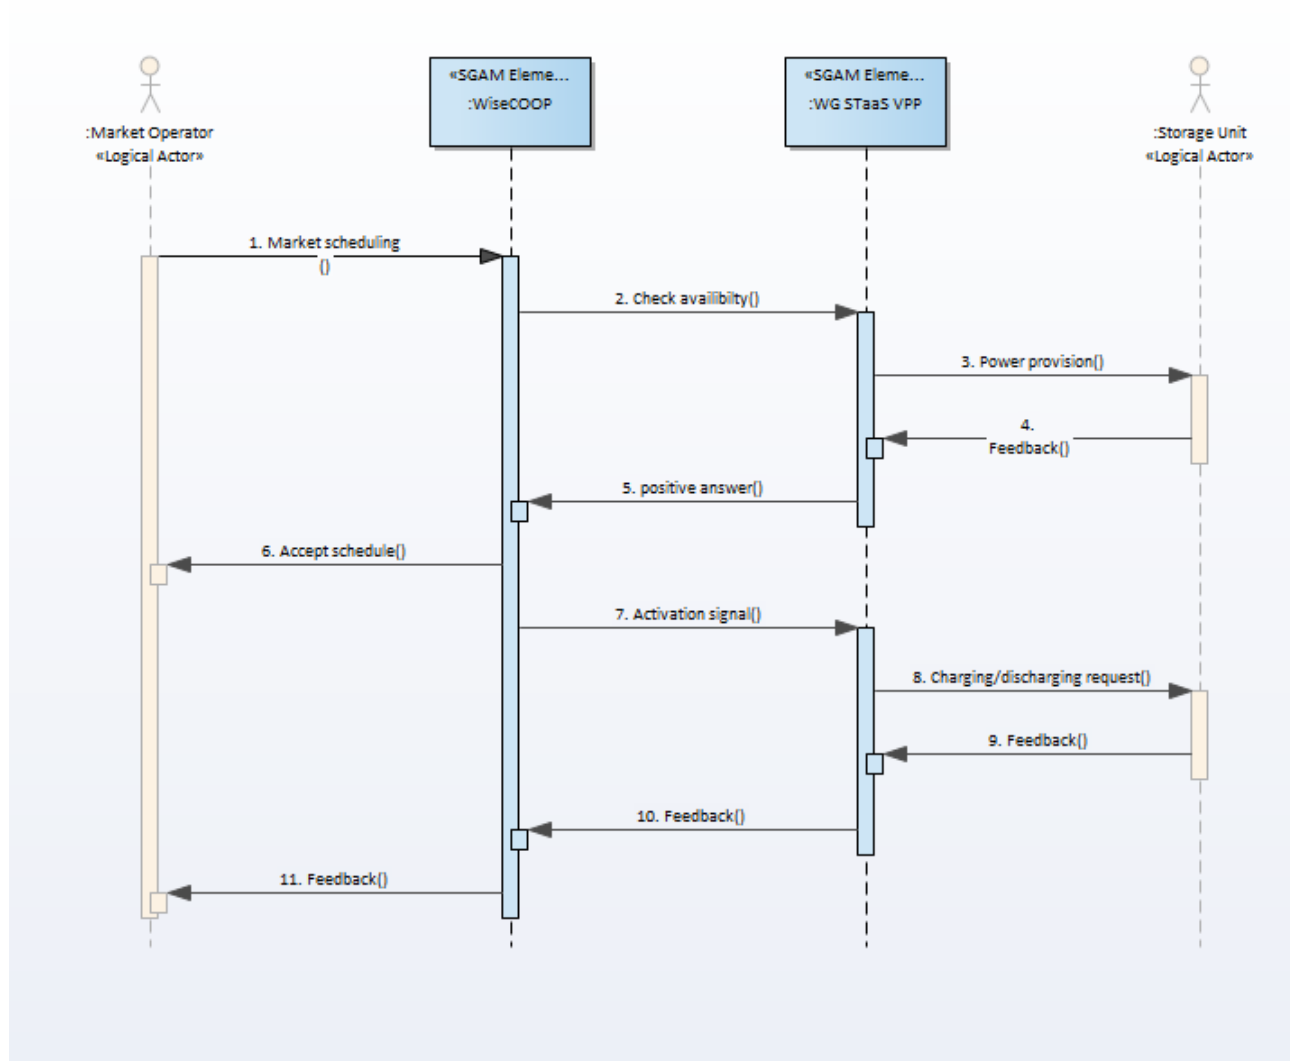 «SGAM Eleme...
:WiseCOOP
«SGAM Eleme...
:WG STaaS VPP
:Market Operator
«Logical Actor»
:Storage Unit
«Logical Actor»
1. Market scheduling
()
2. Check availibilty()
3. Power provision()
4.
Feedback()
5. positive answer()
6. Accept schedule()
7. Activation signal()
8. Charging/discharging request()
9. Feedback()
10. Feedback()
11. Feedback()